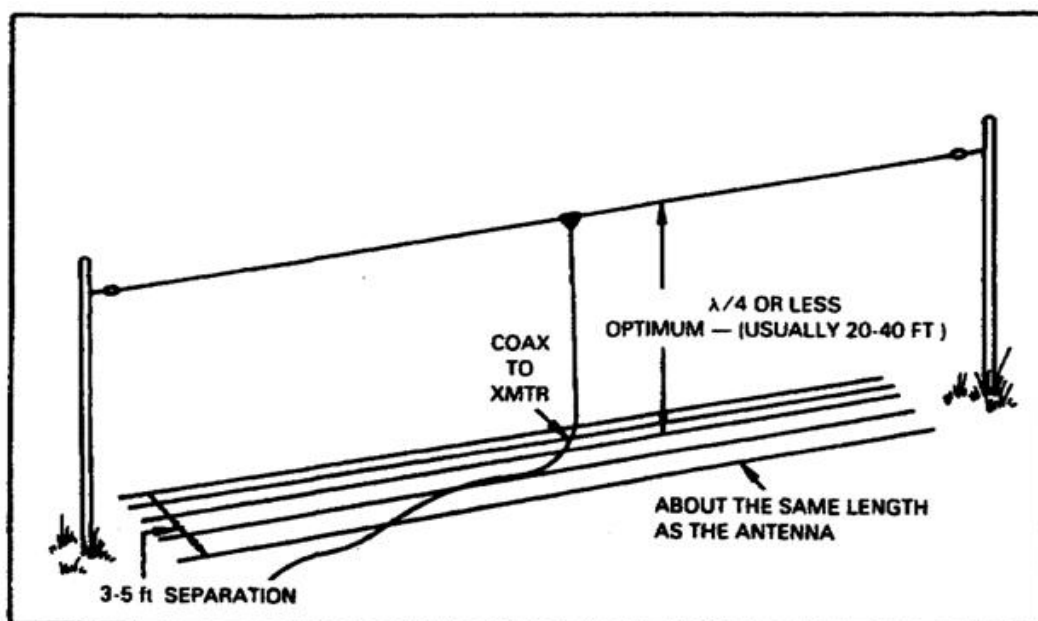 λ/4 OR LESS
OPTIMUM — (USUALLY 20-40 FT)
COAX
TO
XMTR
ABOUT THE SAME LENGTH
AS THE ANTENNA
3-5 ft SEPARATION